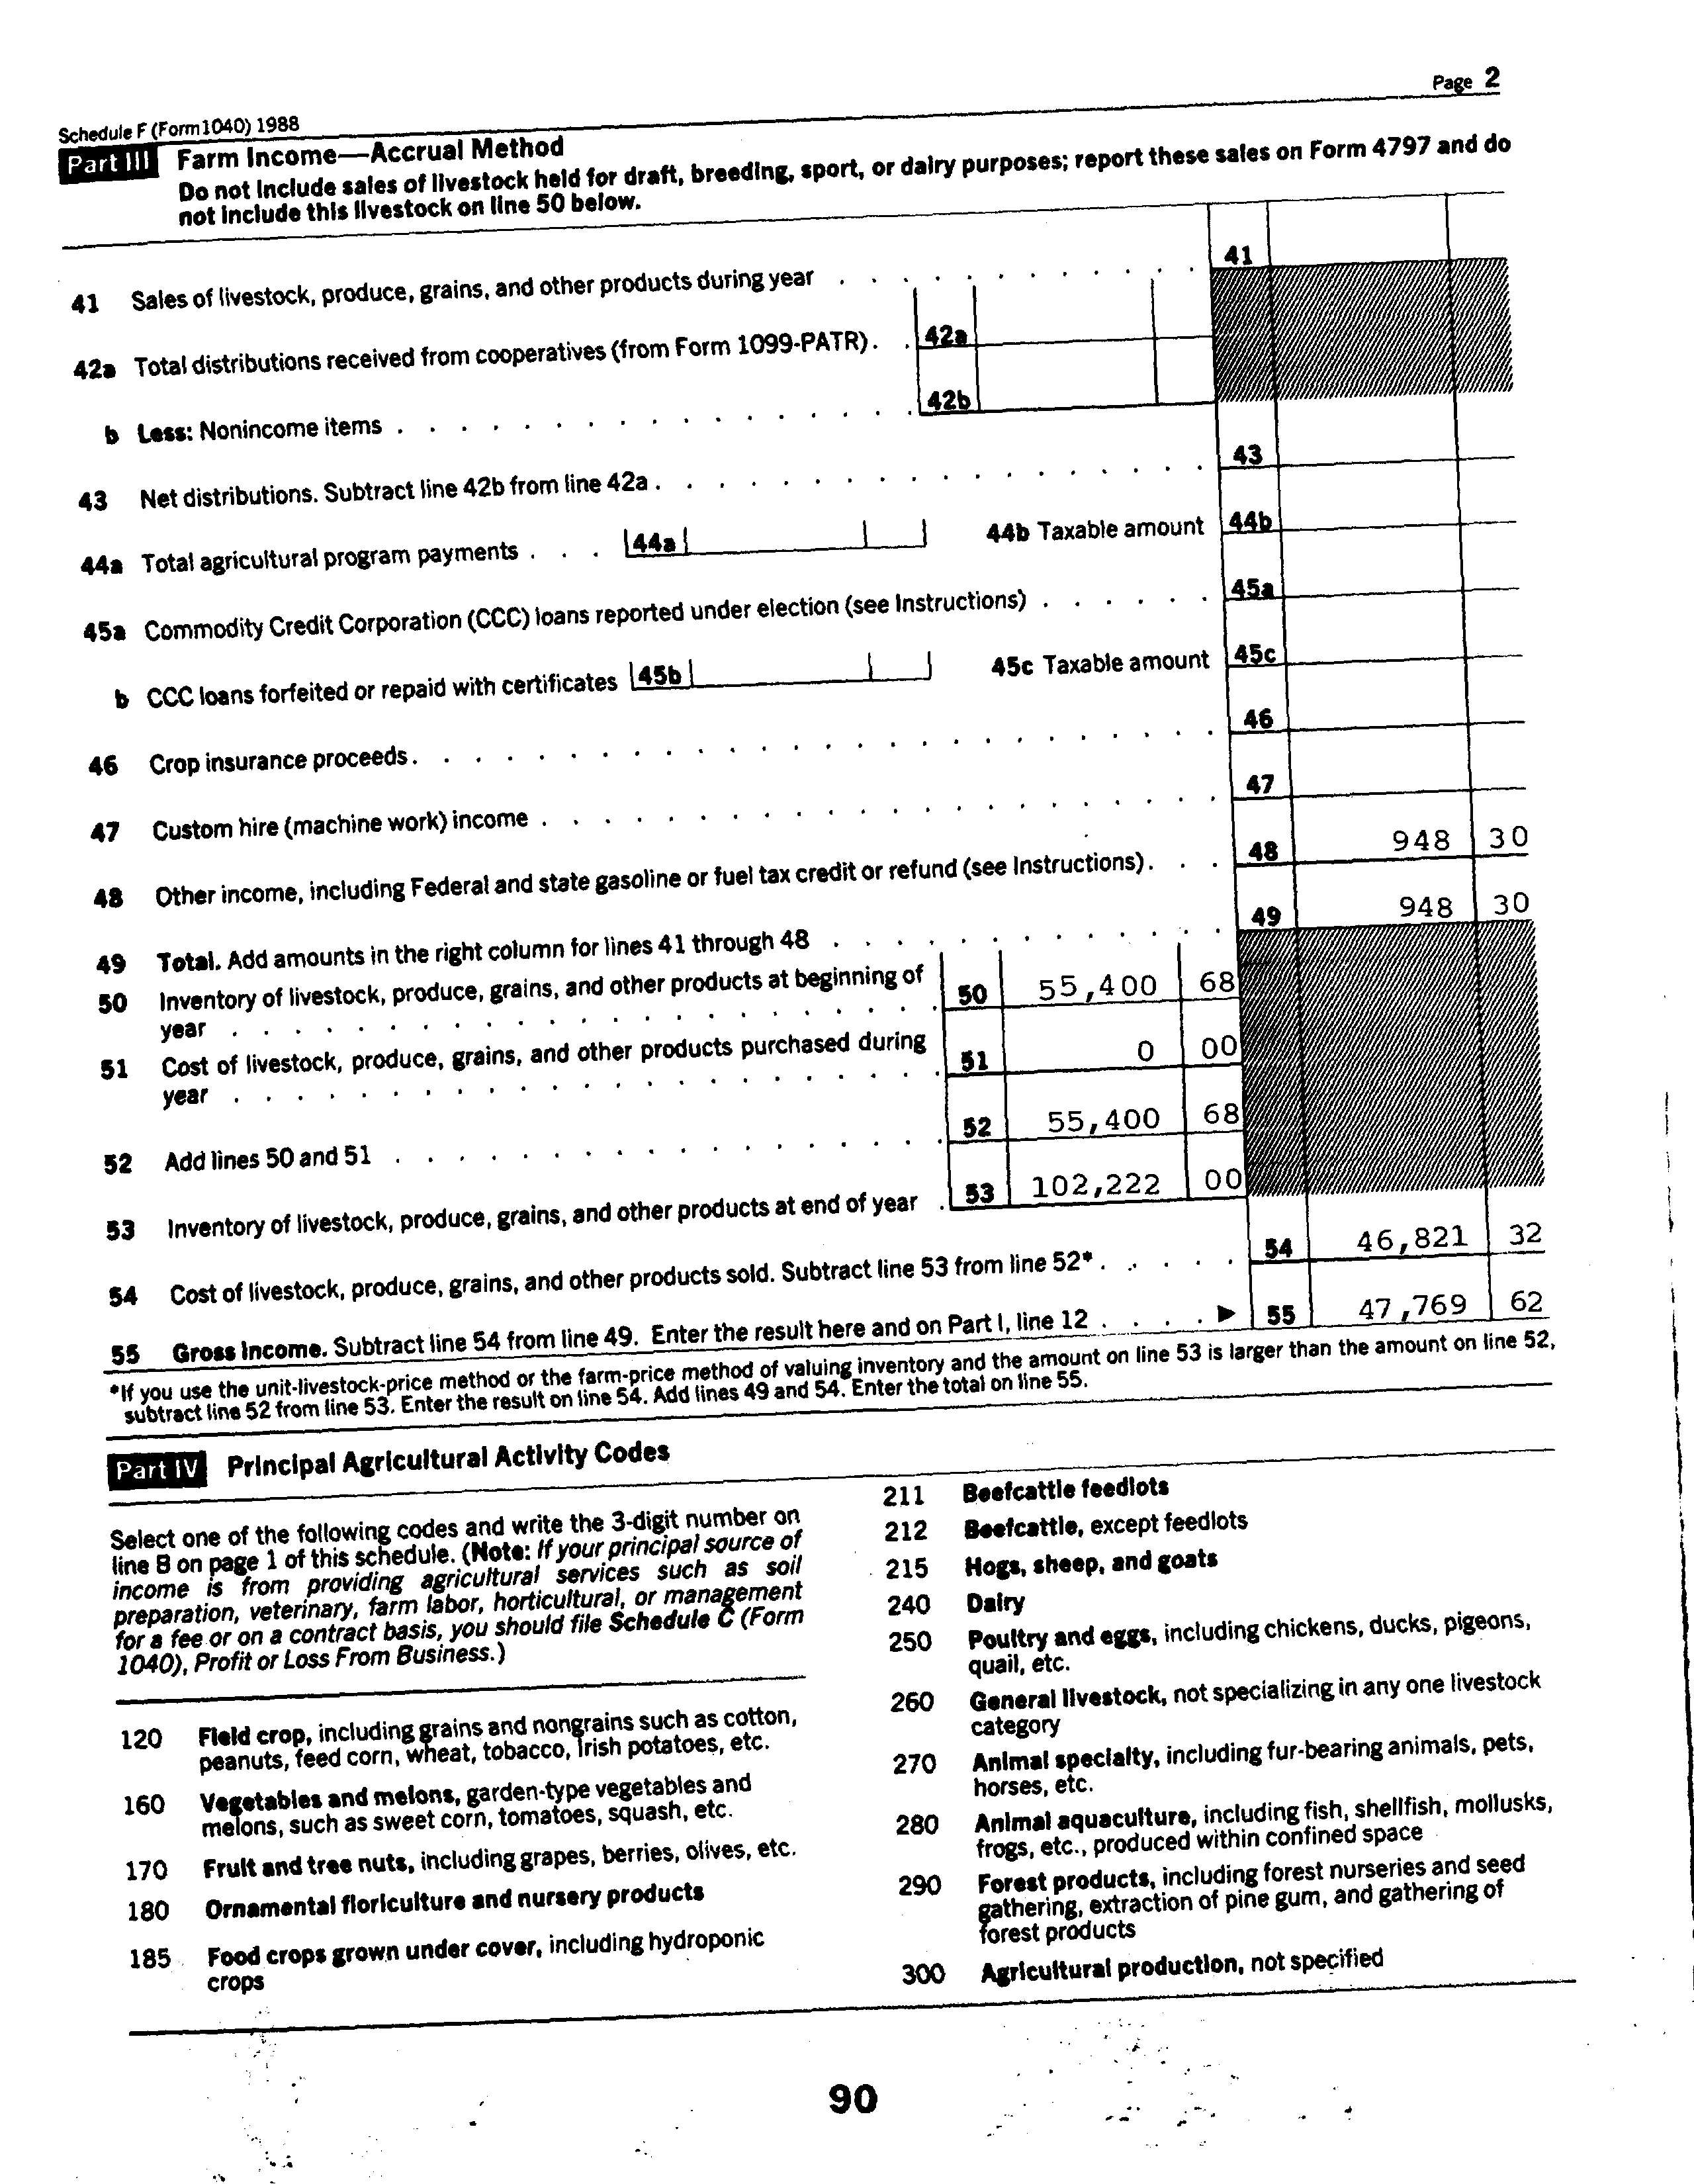 Page 2
Schedule F (Form 1040) 1988
Part III Farm Income—Accrual Method
Do not include sales of livestock held for draft, breeding, sport, or dairy purposes; report these sales on Form 4797 and do
not include this livestock on line 50 below.
41 Sales of livestock, produce, grains, and other products during year . . . . . . . . . . . . 41
42a Total distributions received from cooperatives (from Form 1099-PATR) . . 42a
b Less: Nonincome items . . . . . . . . . . . . . . . . . 42b
43 Net distributions. Subtract line 42b from line 42a . . . . . . . . . . . . . . . . . . 43
44a Total agricultural program payments . . . 44a 44b Taxable amount 44b
45a Commodity Credit Corporation (CCC) loans reported under election (see Instructions) . . . . . . 45a
b CCC loans forfeited or repaid with certificates 45b 45c Taxable amount 45c
46 Crop insurance proceeds . . . . . . . . . . . . . . . . . . . . . . . . . . 46
47 Custom hire (machine work) income . . . . . . . . . . . . . . . . . . . . . . 47
48 Other income, including Federal and state gasoline or fuel tax credit or refund (see Instructions) . . . 48 948 30
49 Total. Add amounts in the right column for lines 41 through 48 . . . . . . . . . . . . . 49 948 30
50 Inventory of livestock, produce, grains, and other products at beginning of
year . . . . . . . . . . . . . . . . . . . . . . . 50 55,400 68
51 Cost of livestock, produce, grains, and other products purchased during
year . . . . . . . . . . . . . . . . . . . . . . . 51 0 00
52 Add lines 50 and 51 . . . . . . . . . . . . . . . . . . 52 55,400 68
53 Inventory of livestock, produce, grains, and other products at end of year . 53 102,222 00
54 Cost of livestock, produce, grains, and other products sold. Subtract line 53 from line 52* . . . . . 54 46,821 32
55 Gross Income. Subtract line 54 from line 49. Enter the result here and on Part I, line 12 . . . . ▶ 55 47,769 62
*If you use the unit-livestock-price method or the farm-price method of valuing inventory and the amount on line 53 is larger than the amount on line 52,
subtract line 52 from line 53. Enter the result on line 54. Add lines 49 and 54. Enter the total on line 55.
Part IV Principal Agricultural Activity Codes
Select one of the following codes and write the 3-digit number on
line B on page 1 of this schedule. (Note: If your principal source of
income is from providing agricultural services such as soil
preparation, veterinary, farm labor, horticultural, or management
for a fee or on a contract basis, you should file Schedule C (Form
1040), Profit or Loss From Business.)
120 Field crop, including grains and nongrains such as cotton,
peanuts, feed corn, wheat, tobacco, Irish potatoes, etc.
160 Vegetables and melons, garden-type vegetables and
melons, such as sweet corn, tomatoes, squash, etc.
170 Fruit and tree nuts, including grapes, berries, olives, etc.
180 Ornamental floriculture and nursery products
185 Food crops grown under cover, including hydroponic
crops
211 Beefcattle feedlots
212 Beefcattle, except feedlots
215 Hogs, sheep, and goats
240 Dairy
250 Poultry and eggs, including chickens, ducks, pigeons,
quail, etc.
260 General livestock, not specializing in any one livestock
category
270 Animal specialty, including fur-bearing animals, pets,
horses, etc.
280 Animal aquaculture, including fish, shellfish, mollusks,
frogs, etc., produced within confined space
290 Forest products, including forest nurseries and seed
gathering, extraction of pine gum, and gathering of
forest products
300 Agricultural production, not specified
90